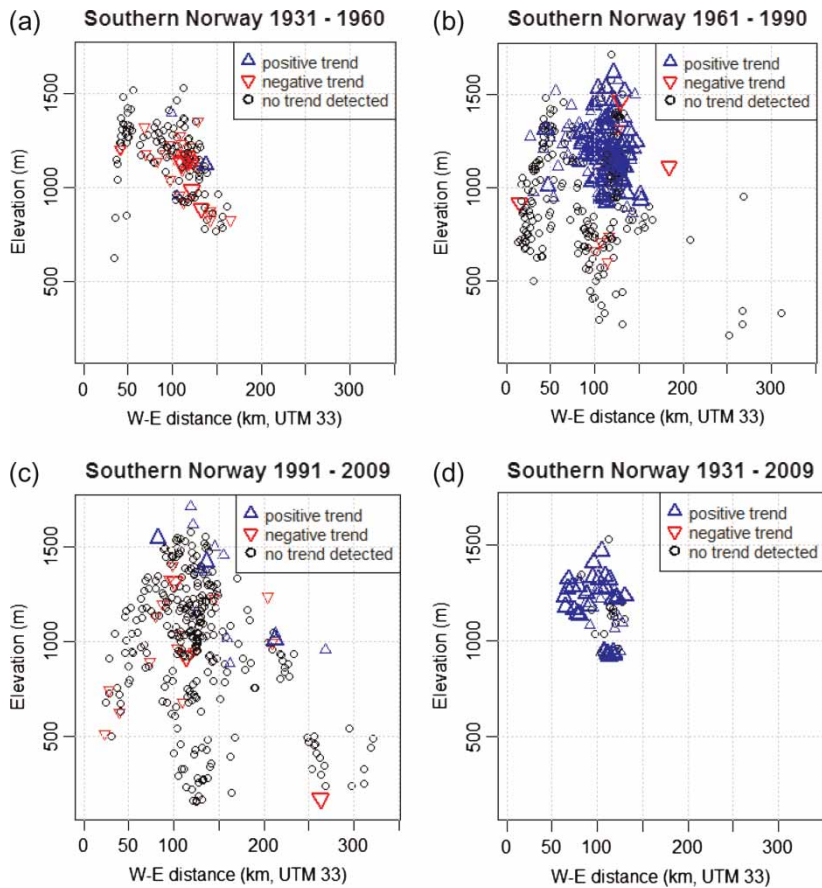 (a)
Southern Norway 1931 - 1960
positive trend
negative trend
no trend detected
1500
1000
500
Elevation (m)
0 50 100 200 300
W-E distance (km, UTM 33)
(b)
Southern Norway 1961 - 1990
positive trend
negative trend
no trend detected
1500
1000
500
Elevation (m)
0 50 100 200 300
W-E distance (km, UTM 33)
(c)
Southern Norway 1991 - 2009
positive trend
negative trend
no trend detected
1500
1000
500
Elevation (m)
0 50 100 200 300
W-E distance (km, UTM 33)
(d)
Southern Norway 1931 - 2009
positive trend
negative trend
no trend detected
1500
1000
500
Elevation (m)
0 50 100 200 300
W-E distance (km, UTM 33)